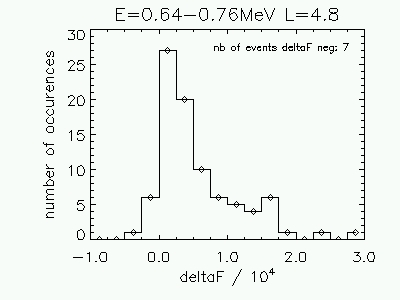 E=0.64−0.76MeV L=4.8
nb of events deltaF neg: 7
number of occurences
30
25
20
15
10
5
0
−1.0 0.0 1.0 2.0 3.0
deltaF / 10⁴